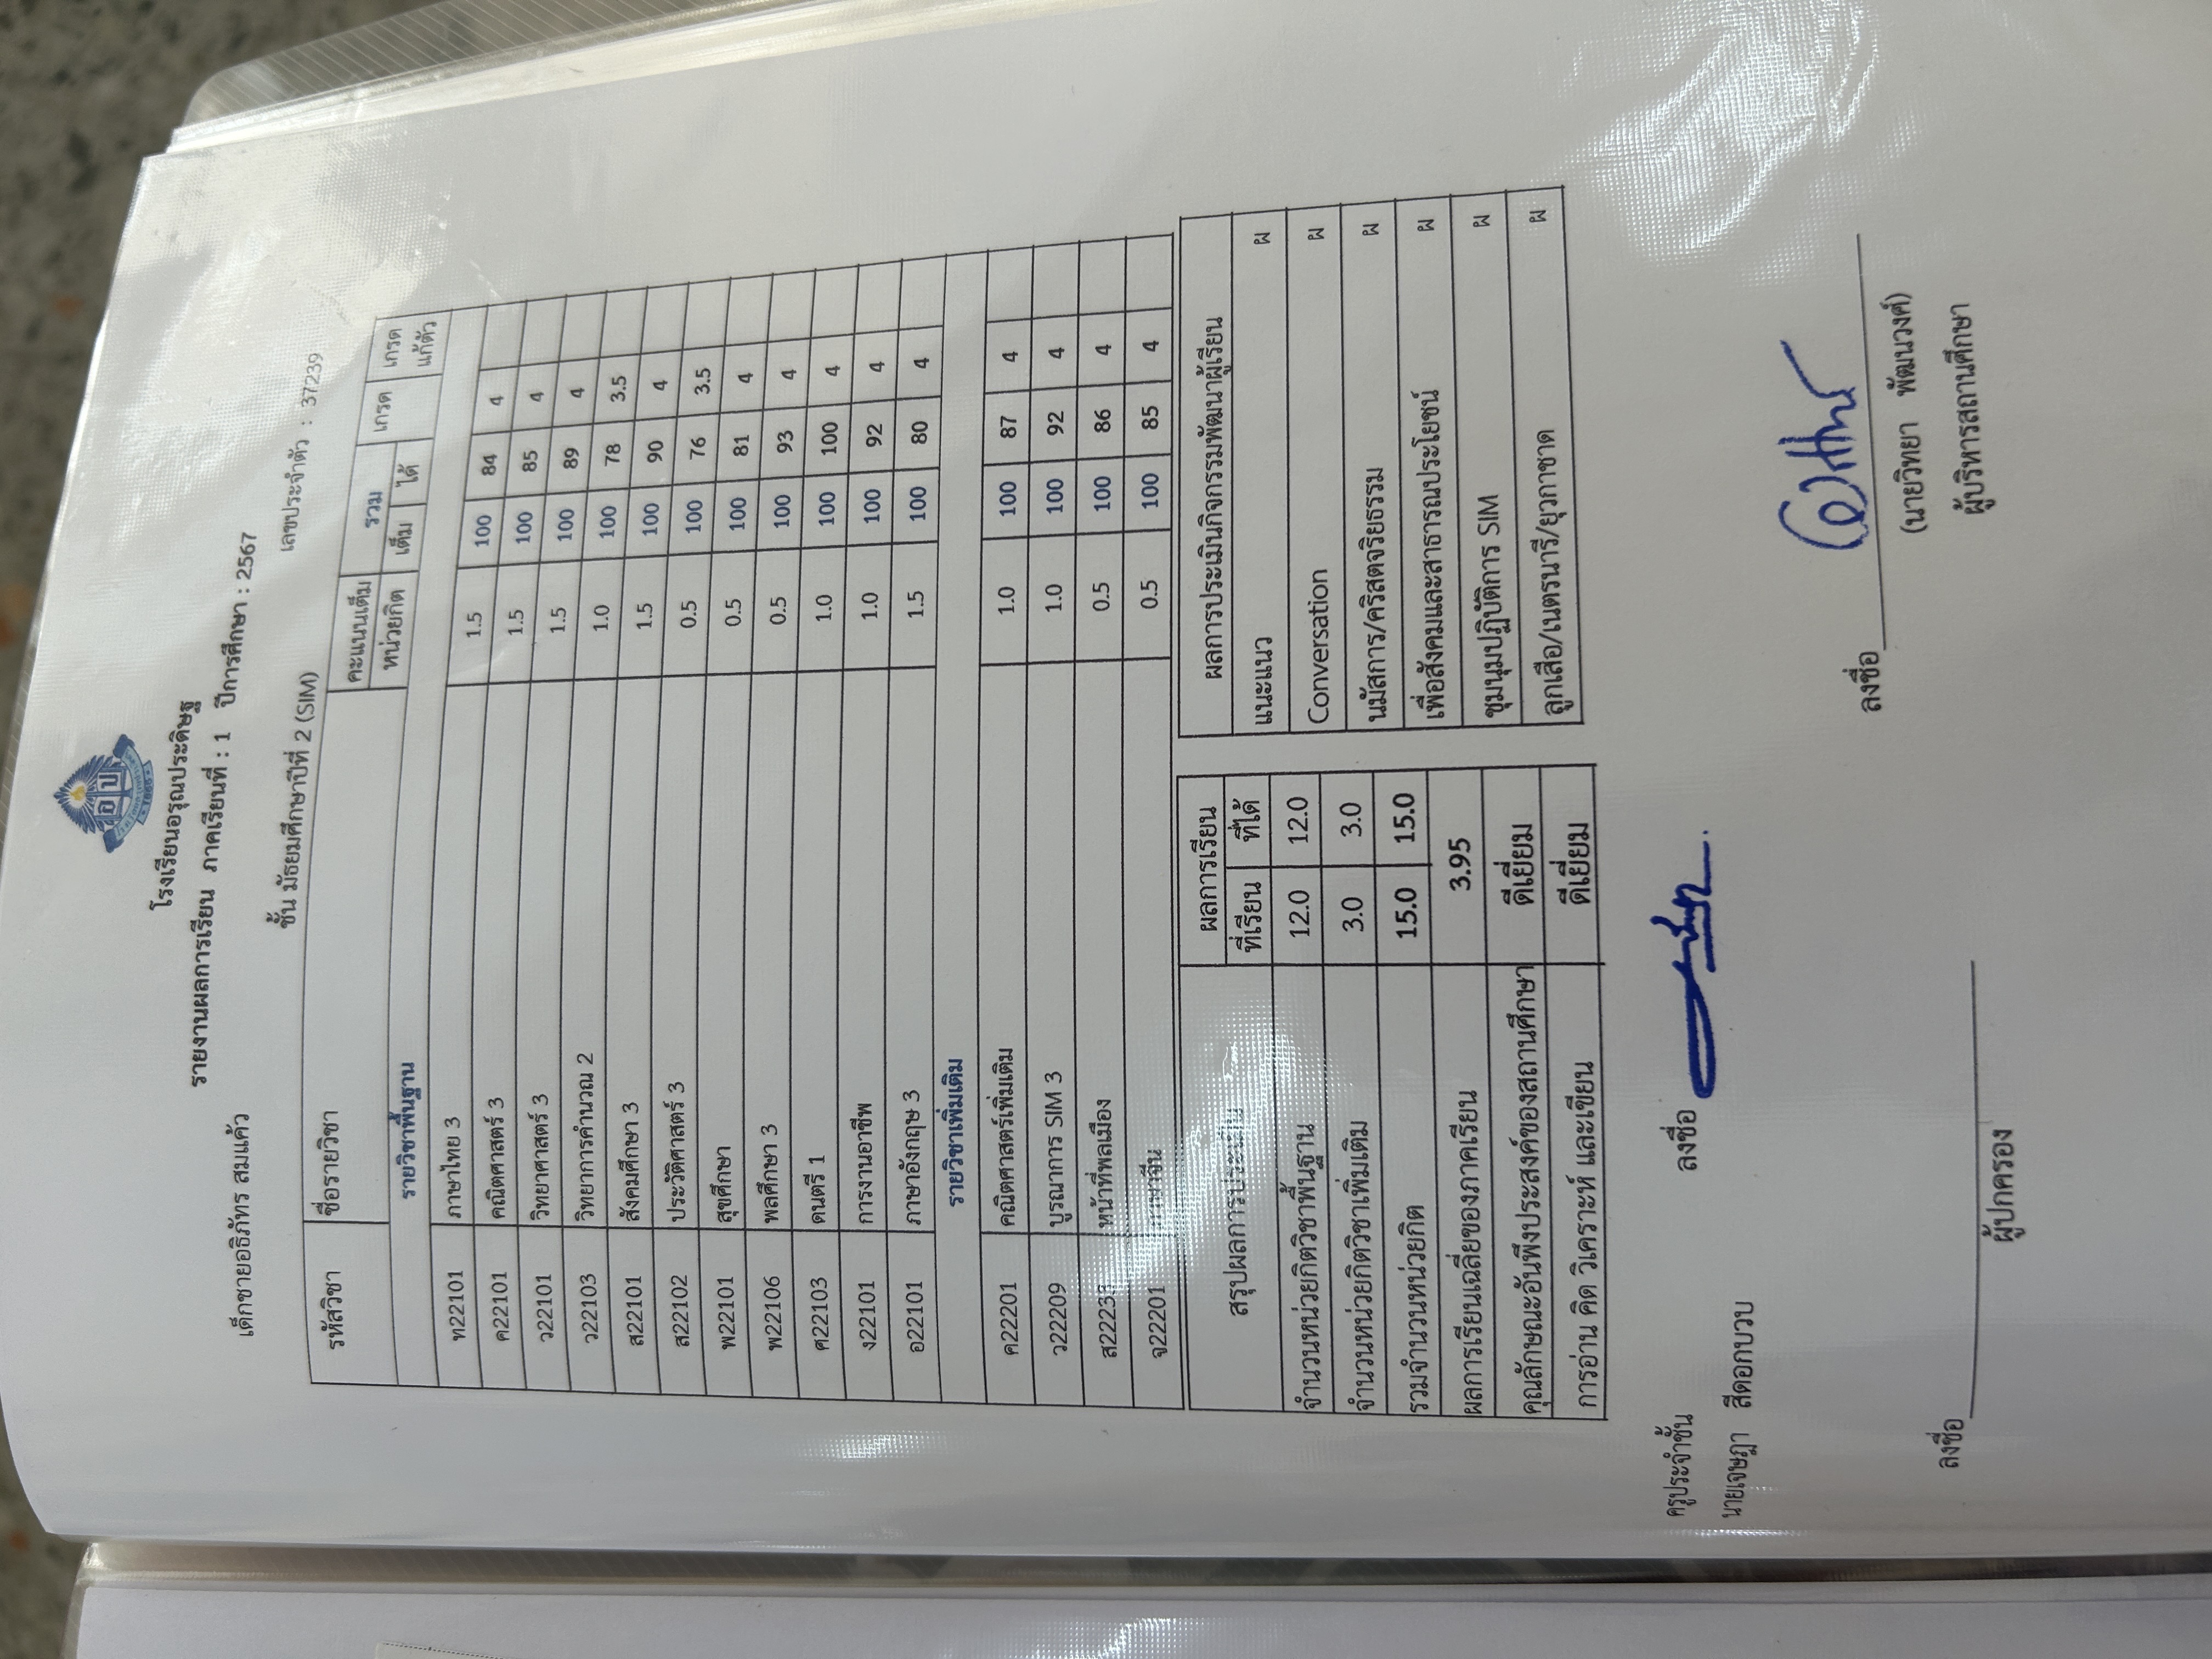 โรงเรียนอรุณประดิษฐ
รายงานผลการเรียน ภาคเรียนที่ : 1 ปีการศึกษา : 2567
เด็กชายอธิภัทร สมแค้ว ชั้น มัธยมศึกษาปีที่ 2 (SIM) เลขประจำตัว : 37239
รหัสวิชา ชื่อรายวิชา คะแนนเต็ม รวม เกรด เกรด
หน่วยกิต เต็ม ได้ แก้ตัว
รายวิชาพื้นฐาน
ท22101 ภาษาไทย 3 1.5 100 84 4
ค22101 คณิตศาสตร์ 3 1.5 100 85 4
ว22101 วิทยาศาสตร์ 3 1.5 100 89 4
ว22103 วิทยาการคำนวณ 2 1.0 100 78 3.5
ส22101 สังคมศึกษา 3 1.5 100 90 4
ส22102 ประวัติศาสตร์ 3 0.5 100 76 3.5
พ22101 สุขศึกษา 0.5 100 81 4
พ22106 พลศึกษา 3 0.5 100 93 4
ศ22103 ดนตรี 1 1.0 100 100 4
ง22101 การงานอาชีพ 1.0 100 92 4
อ22101 ภาษาอังกฤษ 3 1.5 100 80 4
รายวิชาเพิ่มเติม
ค22201 คณิตศาสตร์เพิ่มเติม 1.0 100 87 4
ว22209 บูรณาการ SIM 3 1.0 100 92 4
หน้าที่พลเมือง 0.5 100 86 4
จ22201 ภาษาจีน 0.5 100 85 4
สรุปผลการประเมิน ผลการเรียน
ที่เรียน ที่ได้
จำนวนหน่วยกิตวิชาพื้นฐาน 12.0 12.0
จำนวนหน่วยกิตวิชาเพิ่มเติม 3.0 3.0
รวมจำนวนหน่วยกิต 15.0 15.0
ผลการเรียนเฉลี่ยของภาคเรียน 3.95
คุณลักษณะอันพึงประสงค์ของสถานศึกษา ดีเยี่ยม
การอ่าน คิด วิเคราะห์ และเขียน ดีเยี่ยม
ผลการประเมินกิจกรรมพัฒนาผู้เรียน
แนะแนว ผ
Conversation ผ
นมัสการ/คริสตจริยธรรม ผ
เพื่อสังคมและสาธารณประโยชน์ ผ
ชุมนุมปฏิบัติการ SIM ผ
ลูกเสือ/เนตรนารี/ยุวกาชาด ผ
ครูประจำชั้น ลงชื่อ
นายเจษฎา สีดอกบวบ
ลงชื่อ
(นายวิทยา พัฒนวงศ์)
ผู้บริหารสถานศึกษา
ลงชื่อ
ผู้ปกครอง